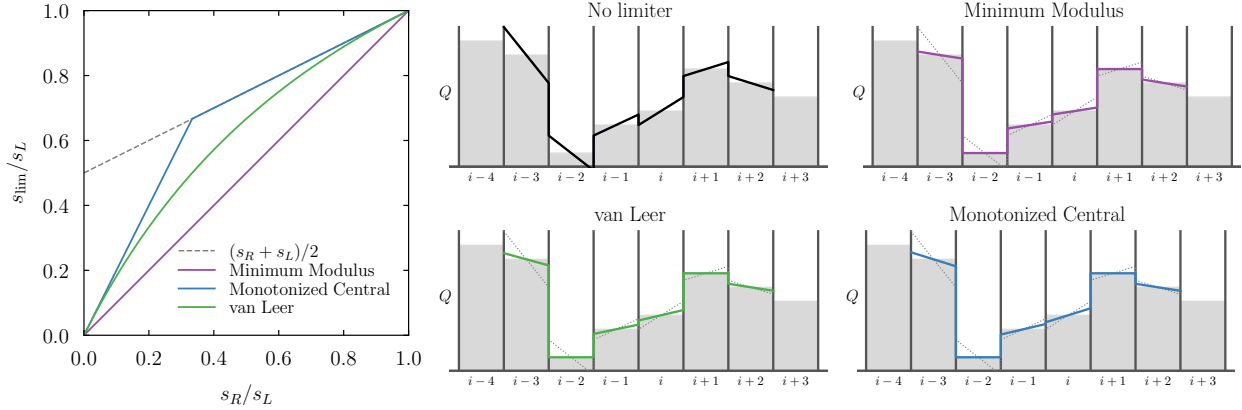 1.0
0.8
0.6
0.4
0.2
0.0
s_lim/s_L
0.0 0.2 0.4 0.6 0.8 1.0
s_R/s_L
(s_R + s_L)/2
Minimum Modulus
Monotonized Central
van Leer
No limiter
Q
i − 4 i − 3 i − 2 i − 1 i i + 1 i + 2 i + 3
Minimum Modulus
Q
i − 4 i − 3 i − 2 i − 1 i i + 1 i + 2 i + 3
van Leer
Q
i − 4 i − 3 i − 2 i − 1 i i + 1 i + 2 i + 3
Monotonized Central
Q
i − 4 i − 3 i − 2 i − 1 i i + 1 i + 2 i + 3